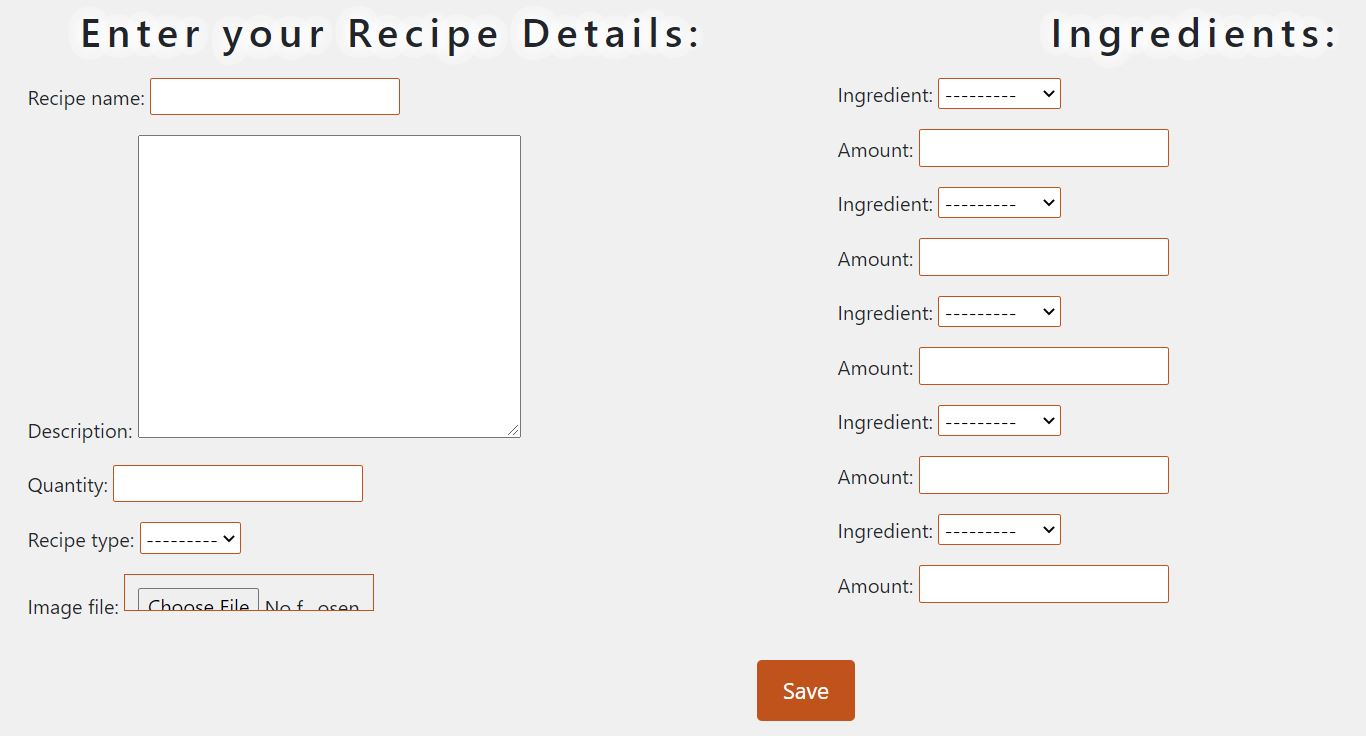 Enter your Recipe Details:
Recipe name:
Description:
Quantity:
Recipe type: ---------
Image file: Choose File No f...osen
Ingredients:
Ingredient: ---------
Amount:
Ingredient: ---------
Amount:
Ingredient: ---------
Amount:
Ingredient: ---------
Amount:
Ingredient: ---------
Amount:
Save